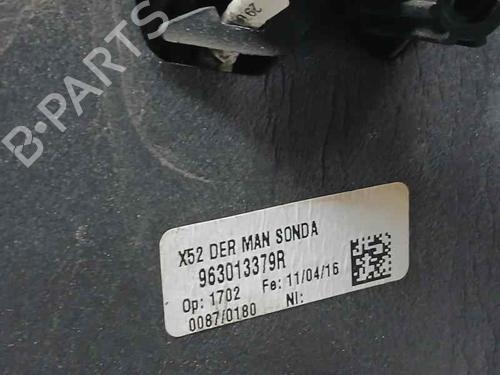 B-PARTS
X52 DER MAN SONDA
963013379R
Op: 1702 Fe: 11/04/16
0087/0180 NI: